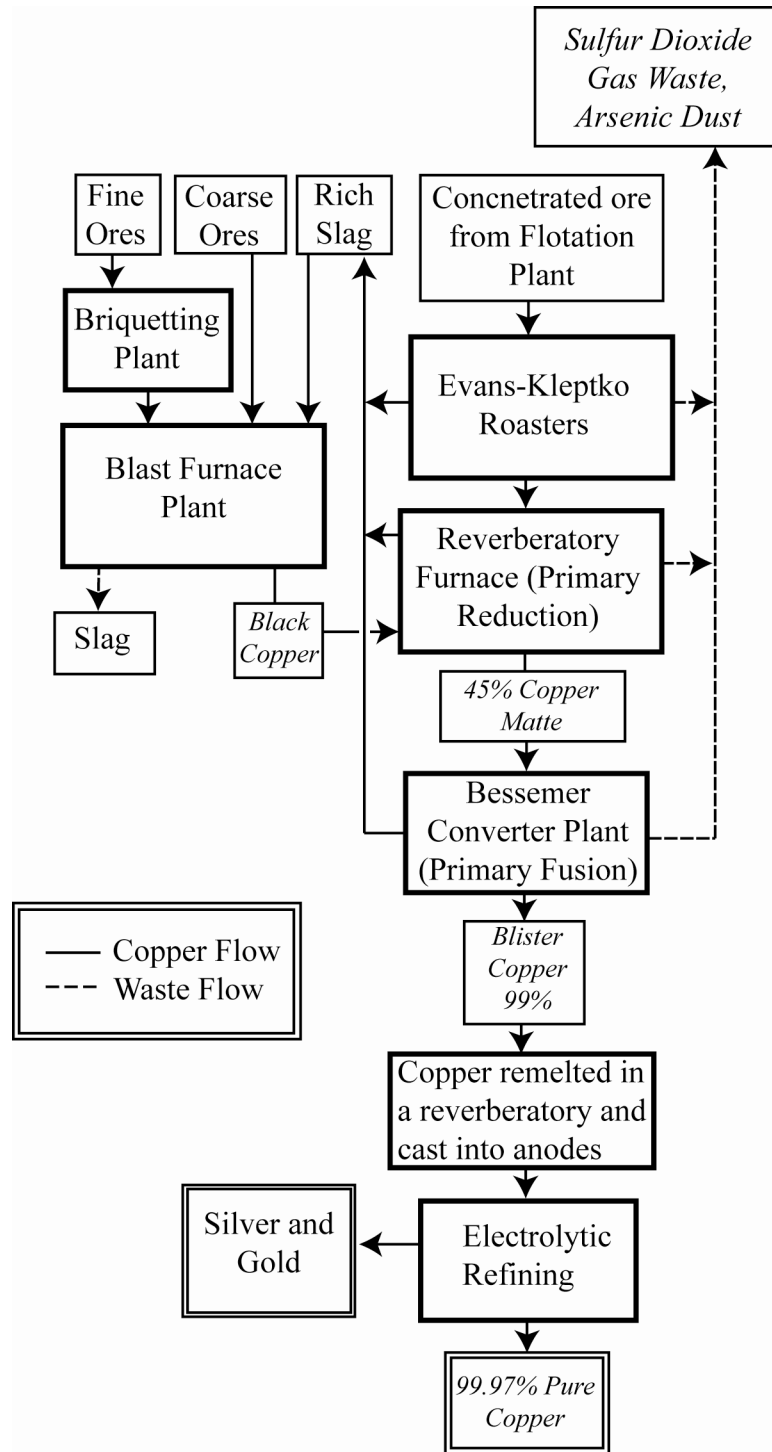 Sulfur Dioxide
Gas Waste,
Arsenic Dust
Fine
Ores
Coarse
Ores
Rich
Slag
Concnetrated ore
from Flotation
Plant
Briquetting
Plant
Evans-Kleptko
Roasters
Blast Furnace
Plant
Reverberatory
Furnace (Primary
Reduction)
Slag
Black
Copper
45% Copper
Matte
Bessemer
Converter Plant
(Primary Fusion)
Copper Flow
Waste Flow
Blister
Copper
99%
Copper remelted in
a reverberatory and
cast into anodes
Silver and
Gold
Electrolytic
Refining
99.97% Pure
Copper